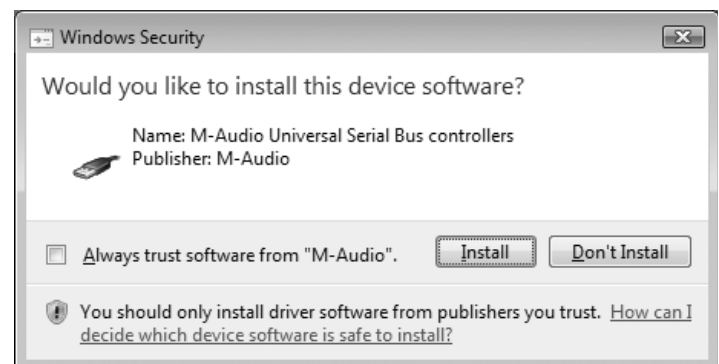 Windows Security
Would you like to install this device software?
Name: M-Audio Universal Serial Bus controllers
Publisher: M-Audio
Always trust software from "M-Audio".
Install
Don't Install
You should only install driver software from publishers you trust. How can I
decide which device software is safe to install?